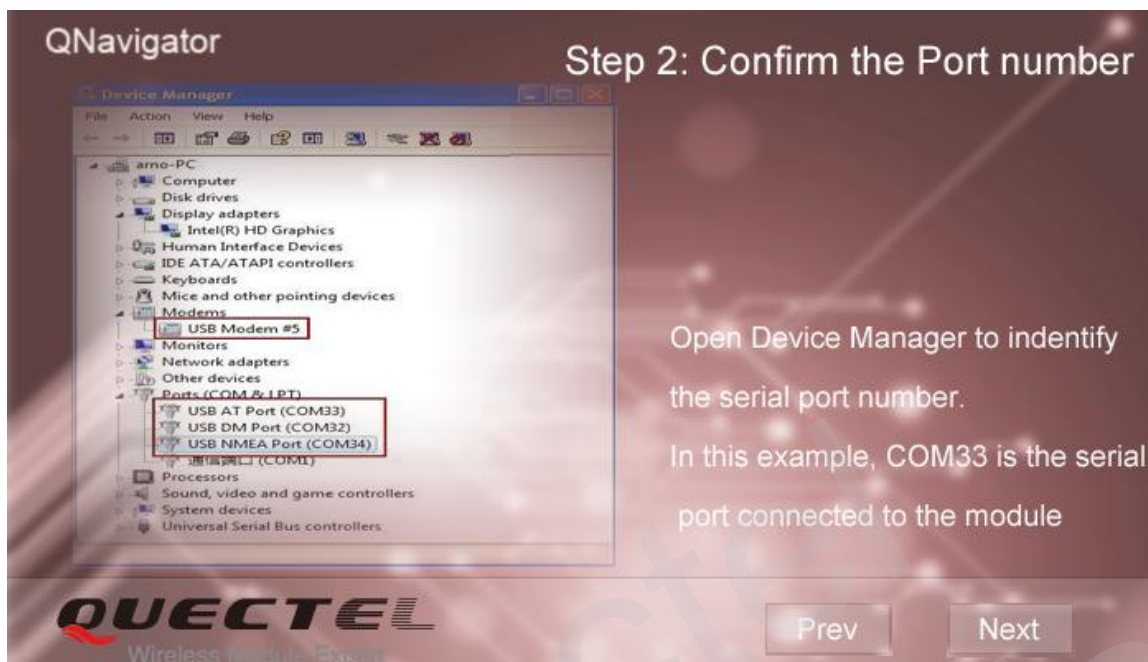 QNavigator
Step 2: Confirm the Port number
Device Manager
File Action View Help
arno-PC
Computer
Disk drives
Display adapters
Intel(R) HD Graphics
Human Interface Devices
IDE ATA/ATAPI controllers
Keyboards
Mice and other pointing devices
Modems
USB Modem #5
Monitors
Network adapters
Other devices
Ports (COM & LPT)
USB AT Port (COM33)
USB DM Port (COM32)
USB NMEA Port (COM34)
通信端口 (COM1)
Processors
Sound, video and game controllers
System devices
Universal Serial Bus controllers
Open Device Manager to indentify
the serial port number.
In this example, COM33 is the serial
port connected to the module
QUECTEL
Wireless Module Expert
Prev Next